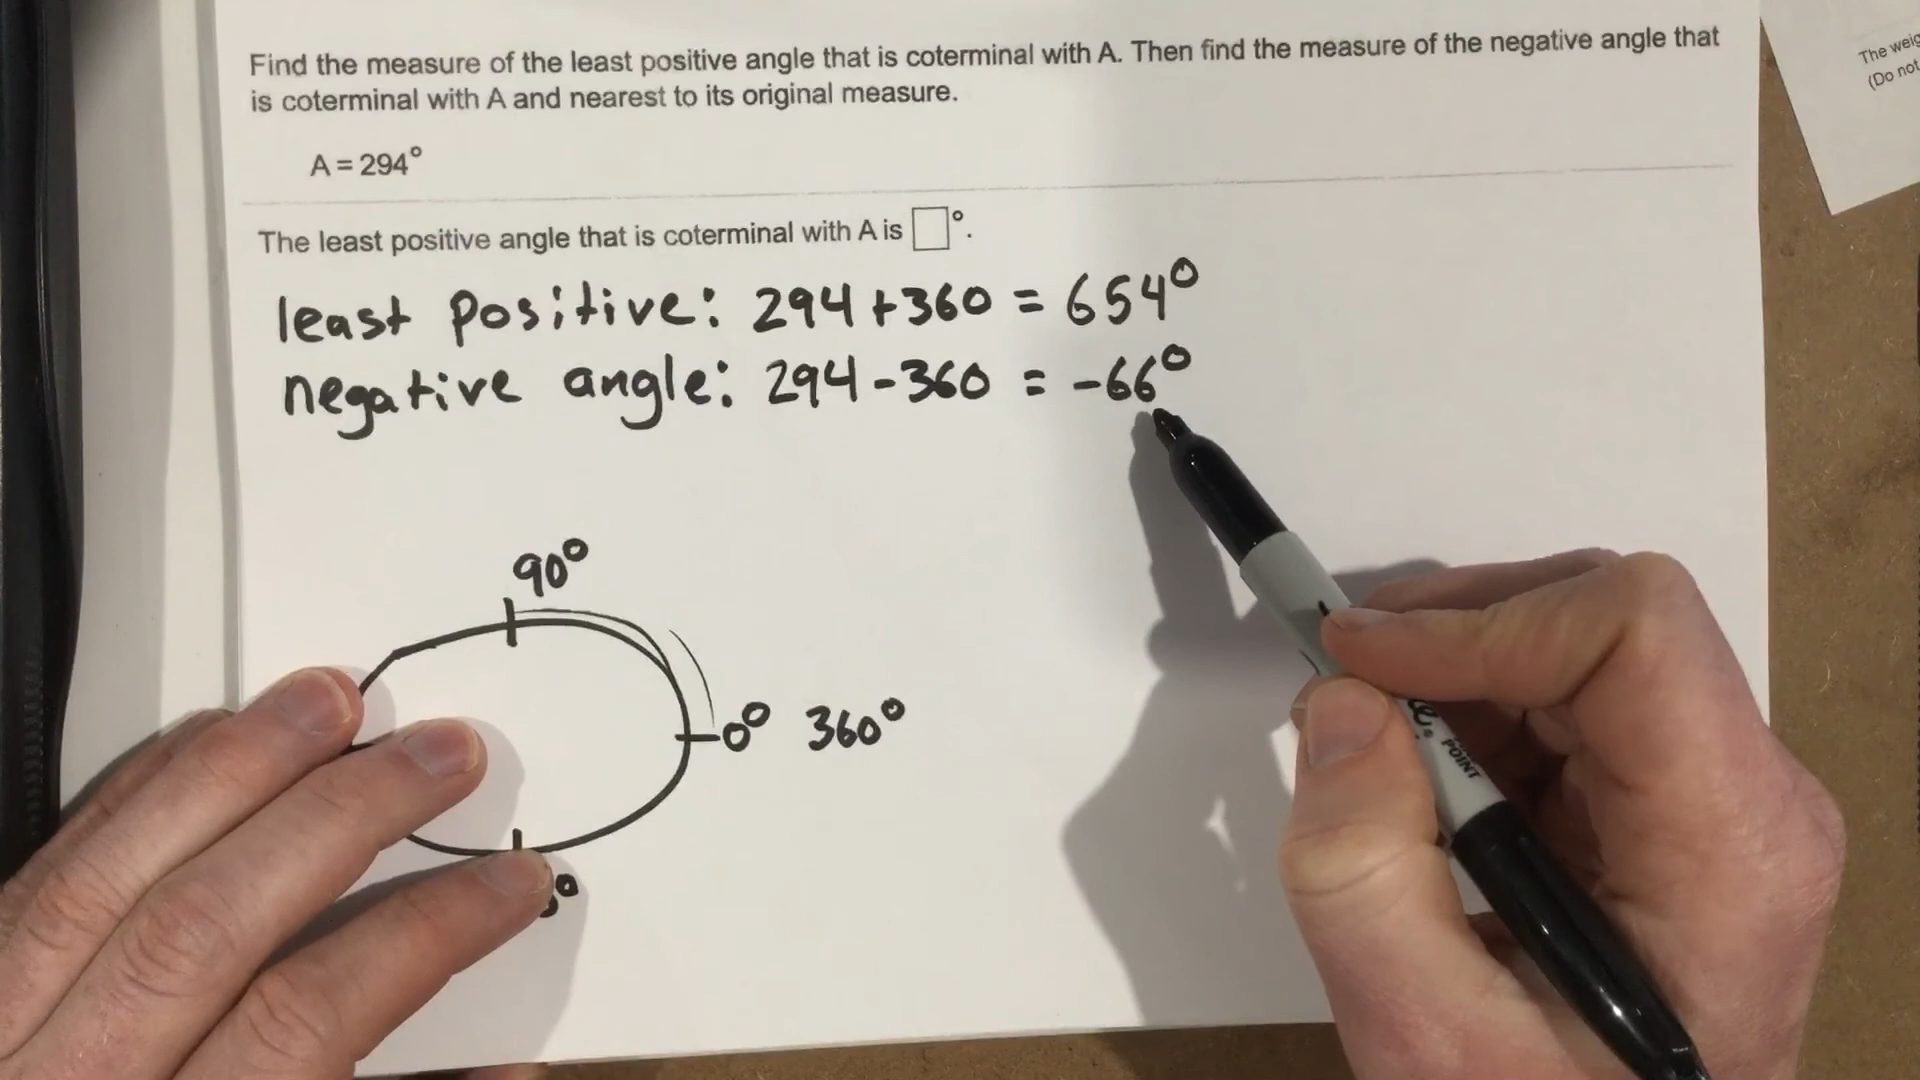 Find the measure of the least positive angle that is coterminal with A. Then find the measure of the negative angle that
is coterminal with A and nearest to its original measure.
A = 294°
The least positive angle that is coterminal with A is □°.
least positive: 294+360 = 654°
negative angle: 294-360 = -66°
90°
0° 360°
The
(Do not
POINT